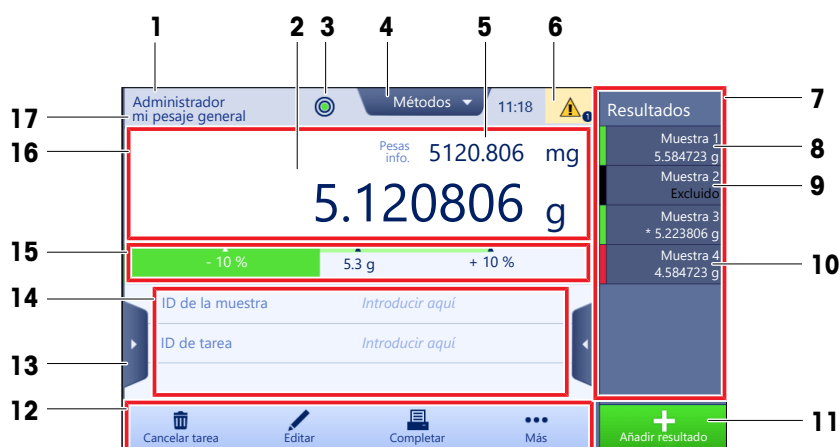 1 2 3 4 5 6
Administrador
mi pesaje general
Métodos
11:18
1
Resultados
7
17
16
Pesas
info.
5120.806 mg
5.120806 g
Muestra 1
5.584723 g
8
Muestra 2
Excluido
9
Muestra 3
* 5.223806 g
Muestra 4
4.584723 g
10
15
- 10 %
5.3 g
+ 10 %
14
ID de la muestra
Introducir aquí
ID de tarea
Introducir aquí
13
12
Cancelar tarea
Editar
Completar
Más
Añadir resultado
11